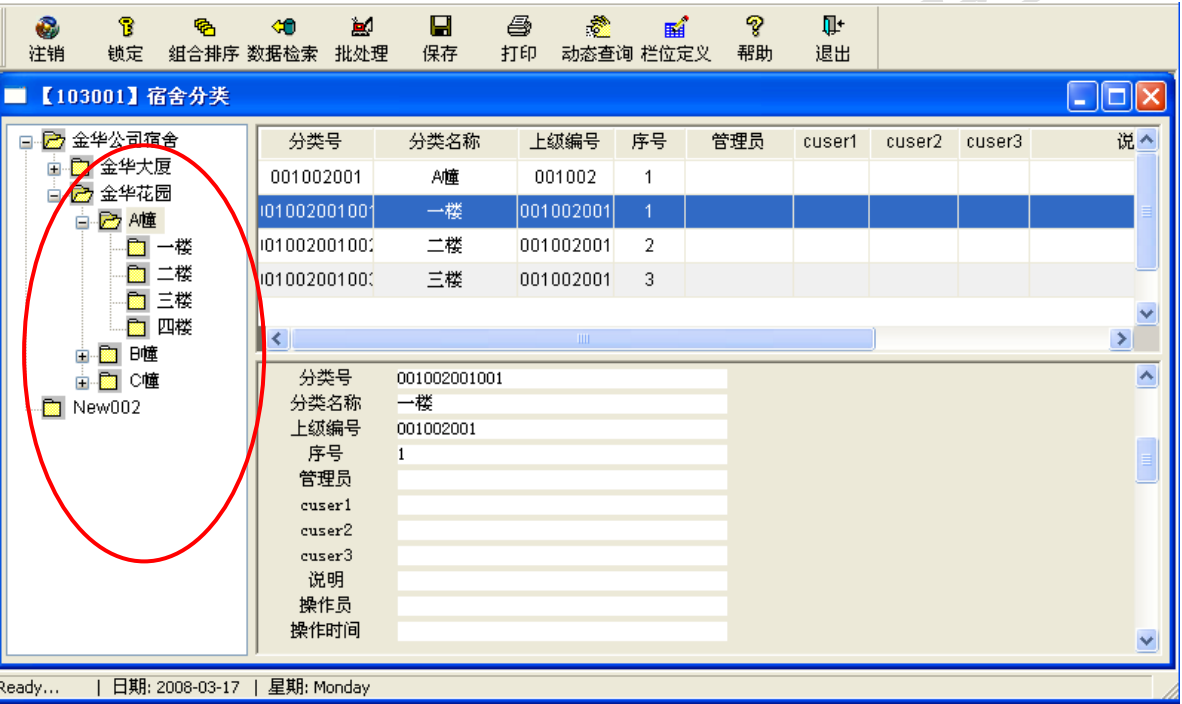 注销 锁定 组合排序 数据检索 批处理 保存 打印 动态查询 栏位定义 帮助 退出
【103001】宿舍分类
金华公司宿舍
金华大厦
金华花园
A幢
一楼
二楼
三楼
四楼
B幢
C幢
New002
分类号 分类名称 上级编号 序号 管理员 cuser1 cuser2 cuser3 说
001002001 A幢 001002 1
01002001001 一楼 001002001 1
01002001002 二楼 001002001 2
01002001003 三楼 001002001 3
分类号 001002001001
分类名称 一楼
上级编号 001002001
序号 1
管理员
cuser1
cuser2
cuser3
说明
操作员
操作时间
Ready... | 日期: 2008-03-17 | 星期: Monday